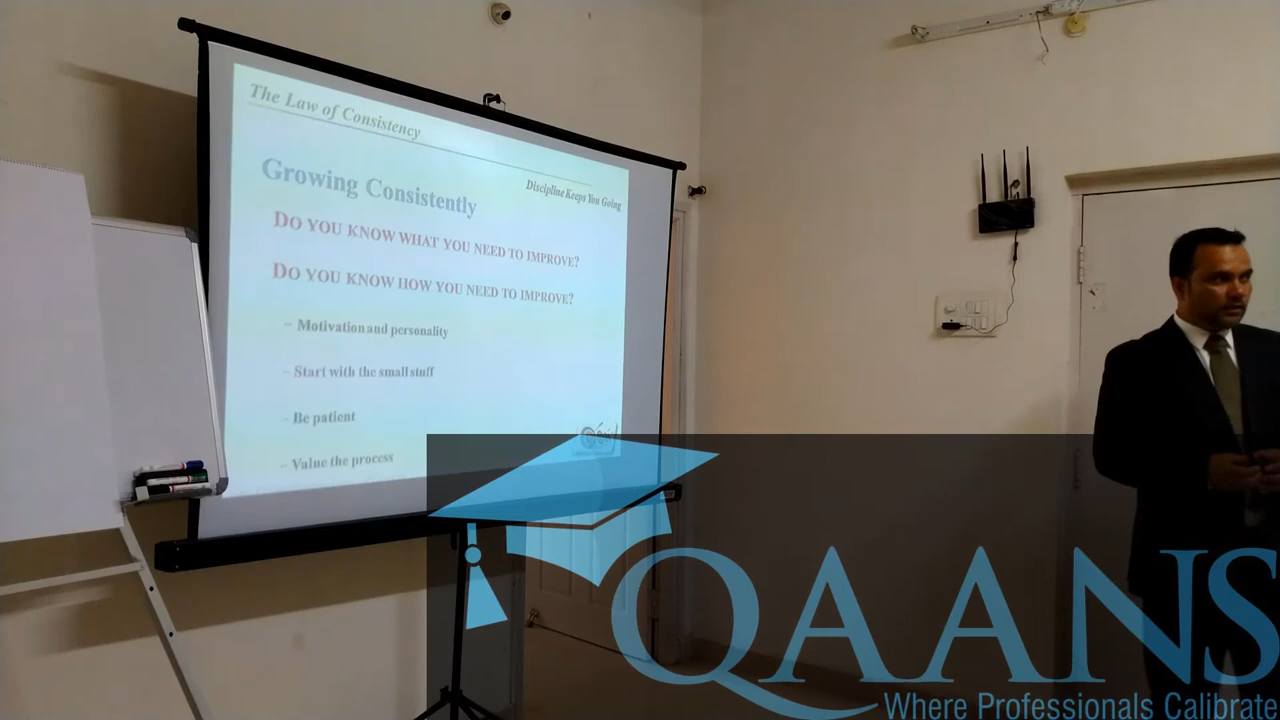 The Law of Consistency
Discipline Keeps You Going
Growing Consistently
DO YOU KNOW WHAT YOU NEED TO IMPROVE?
DO YOU KNOW HOW YOU NEED TO IMPROVE?
– Motivation and personality
– Start with the small stuff
– Be patient
– Value the process
QAANS
Where Professionals Calibrate